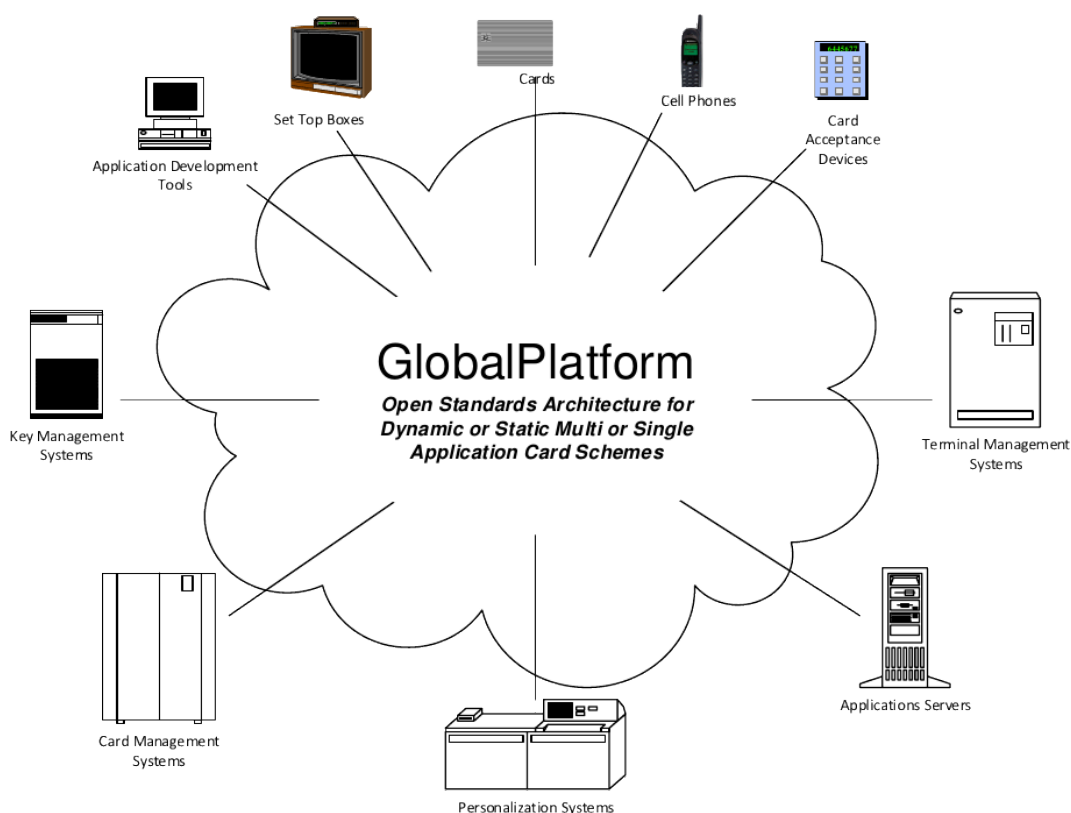 Cards
Cell Phones
6445677
Set Top Boxes
Card
Acceptance
Devices
Application Development
Tools
GlobalPlatform
Open Standards Architecture for
Dynamic or Static Multi or Single
Application Card Schemes
Key Management
Systems
Terminal Management
Systems
Card Management
Systems
Applications Servers
Personalization Systems